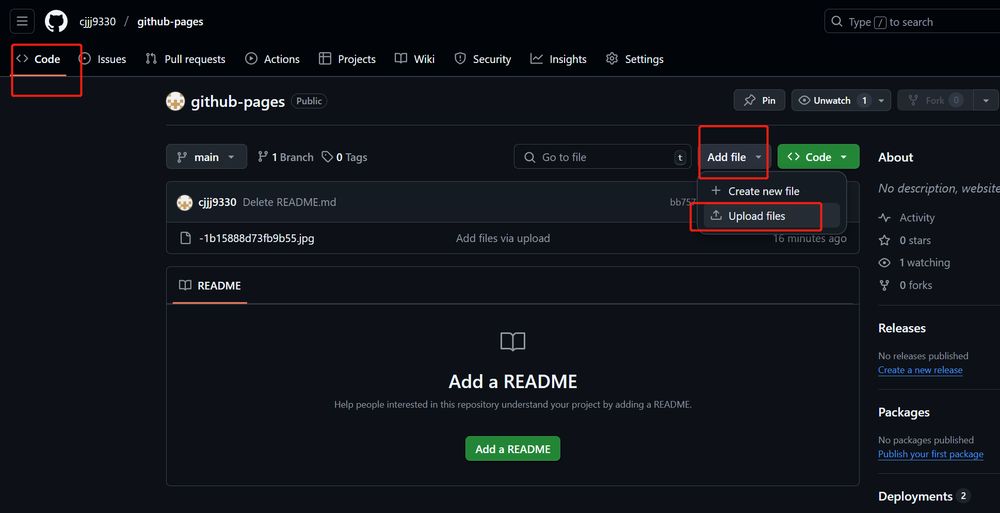 cjjj9330 / github-pages
Type / to search
Code Issues Pull requests Actions Projects Wiki Security Insights Settings
github-pages Public
Pin Unwatch 1 Fork 0
main 1 Branch 0 Tags Go to file t Add file Code
Create new file
Upload files
cjjj9330 Delete README.md bb757
-1b15888d73fb9b55.jpg Add files via upload 16 minutes ago
README
Add a README
Help people interested in this repository understand your project by adding a README.
Add a README
About
No description, website
Activity
0 stars
1 watching
0 forks
Releases
No releases published
Create a new release
Packages
No packages published
Publish your first package
Deployments 2